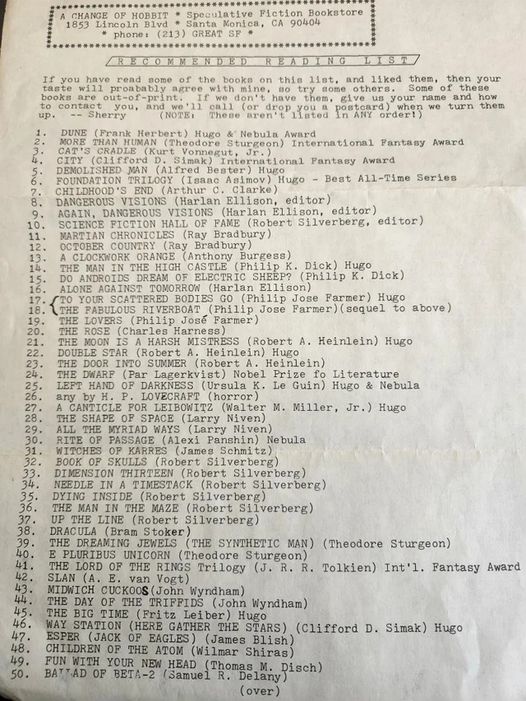 A CHANGE OF HOBBIT * Speculative Fiction Bookstore
1853 Lincoln Blvd * Santa Monica, CA 90404
* phone: (213) GREAT SF *
RECOMMENDED READING LIST
If you have read some of the books on this list, and liked them, then your
taste will proabably agree with mine, so try some others. Some of these
books are out-of-print. If we don't have them, give us your name and how
to contact you, and we'll call (or drop you a postcard) when we turn them
up. -- Sherry (NOTE: These aren't listed in ANY order!)
1. DUNE (Frank Herbert) Hugo & Nebula Award
2. MORE THAN HUMAN (Theodore Sturgeon) International Fantasy Award
3. CAT'S CRADLE (Kurt Vonnegut, Jr.)
4. CITY (Clifford D. Simak) International Fantasy Award
5. DEMOLISHED MAN (Alfred Bester) Hugo
6. FOUNDATION TRILOGY (Isaac Asimov) Hugo - Best All-Time Series
7. CHILDHOOD'S END (Arthur C. Clarke)
8. DANGEROUS VISIONS (Harlan Ellison, editor)
9. AGAIN, DANGEROUS VISIONS (Harlan Ellison, editor)
10. SCIENCE FICTION HALL OF FAME (Robert Silverberg, editor)
11. MARTIAN CHRONICLES (Ray Bradbury)
12. OCTOBER COUNTRY (Ray Bradbury)
13. A CLOCKWORK ORANGE (Anthony Burgess)
14. THE MAN IN THE HIGH CASTLE (Philip K. Dick) Hugo
15. DO ANDROIDS DREAM OF ELECTRIC SHEEP? (Philip K. Dick)
16. ALONE AGAINST TOMORROW (Harlan Ellison)
17. TO YOUR SCATTERED BODIES GO (Philip Jose Farmer) Hugo
18. THE FABULOUS RIVERBOAT (Philip Jose Farmer)(sequel to above)
19. THE LOVERS (Philip Jose Farmer)
20. THE ROSE (Charles Harness)
21. THE MOON IS A HARSH MISTRESS (Robert A. Heinlein) Hugo
22. DOUBLE STAR (Robert A. Heinlein) Hugo
23. THE DOOR INTO SUMMER (Robert A. Heinlein)
24. THE DWARF (Par Lagerkvist) Nobel Prize fo Literature
25. LEFT HAND OF DARKNESS (Ursula K. Le Guin) Hugo & Nebula
26. any by H. P. LOVECRAFT (horror)
27. A CANTICLE FOR LEIBOWITZ (Walter M. Miller, Jr.) Hugo
28. THE SHAPE OF SPACE (Larry Niven)
29. ALL THE MYRIAD WAYS (Larry Niven)
30. RITE OF PASSAGE (Alexi Panshin) Nebula
31. WITCHES OF KARRES (James Schmitz)
32. BOOK OF SKULLS (Robert Silverberg)
33. DIMENSION THIRTEEN (Robert Silverberg)
34. NEEDLE IN A TIMESTACK (Robert Silverberg)
35. DYING INSIDE (Robert Silverberg)
36. THE MAN IN THE MAZE (Robert Silverberg)
37. UP THE LINE (Robert Silverberg)
38. DRACULA (Bram Stoker)
39. THE DREAMING JEWELS (THE SYNTHETIC MAN) (Theodore Sturgeon)
40. E PLURIBUS UNICORN (Theodore Sturgeon)
41. THE LORD OF THE RINGS Trilogy (J. R. R. Tolkien) Int'l. Fantasy Award
42. SLAN (A. E. van Vogt)
43. MIDWICH CUCKOOS (John Wyndham)
44. THE DAY OF THE TRIFFIDS (John Wyndham)
45. THE BIG TIME (Fritz Leiber) Hugo
46. WAY STATION (HERE GATHER THE STARS) (Clifford D. Simak) Hugo
47. ESPER (JACK OF EAGLES) (James Blish)
48. CHILDREN OF THE ATOM (Wilmar Shiras)
49. FUN WITH YOUR NEW HEAD (Thomas M. Disch)
50. BALLAD OF BETA-2 (Samuel R. Delany)
(over)